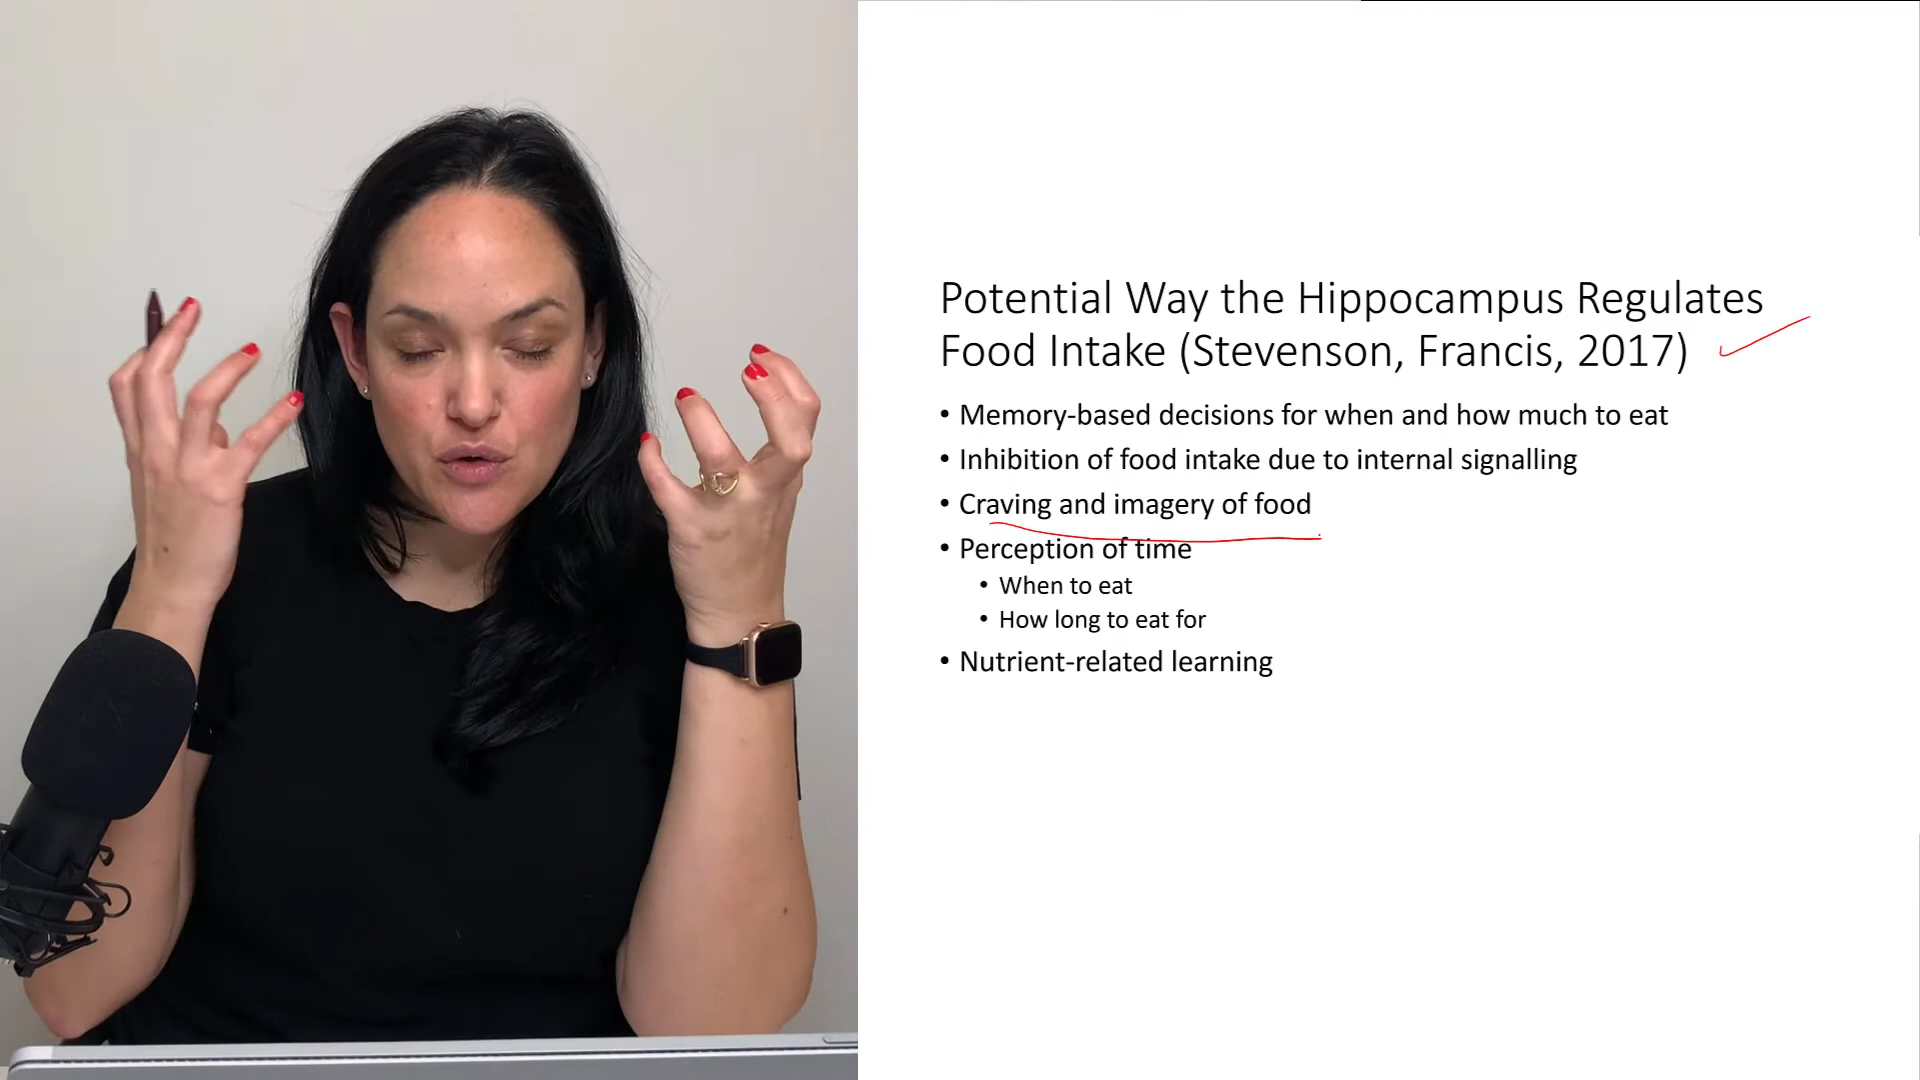 Potential Way the Hippocampus Regulates
Food Intake (Stevenson, Francis, 2017)
• Memory-based decisions for when and how much to eat
• Inhibition of food intake due to internal signalling
• Craving and imagery of food
• Perception of time
• When to eat
• How long to eat for
• Nutrient-related learning